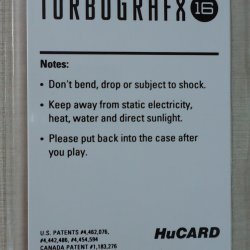 TURBOGRAFX 16
Notes:
• Don't bend, drop or subject to shock.
• Keep away from static electricity,
heat, water and direct sunlight.
• Please put back into the case after
you play.
U.S. PATENTS #4,462,076,
#4,442,486, #4,454,594
CANADA PATENT #1,183,276
HuCARD